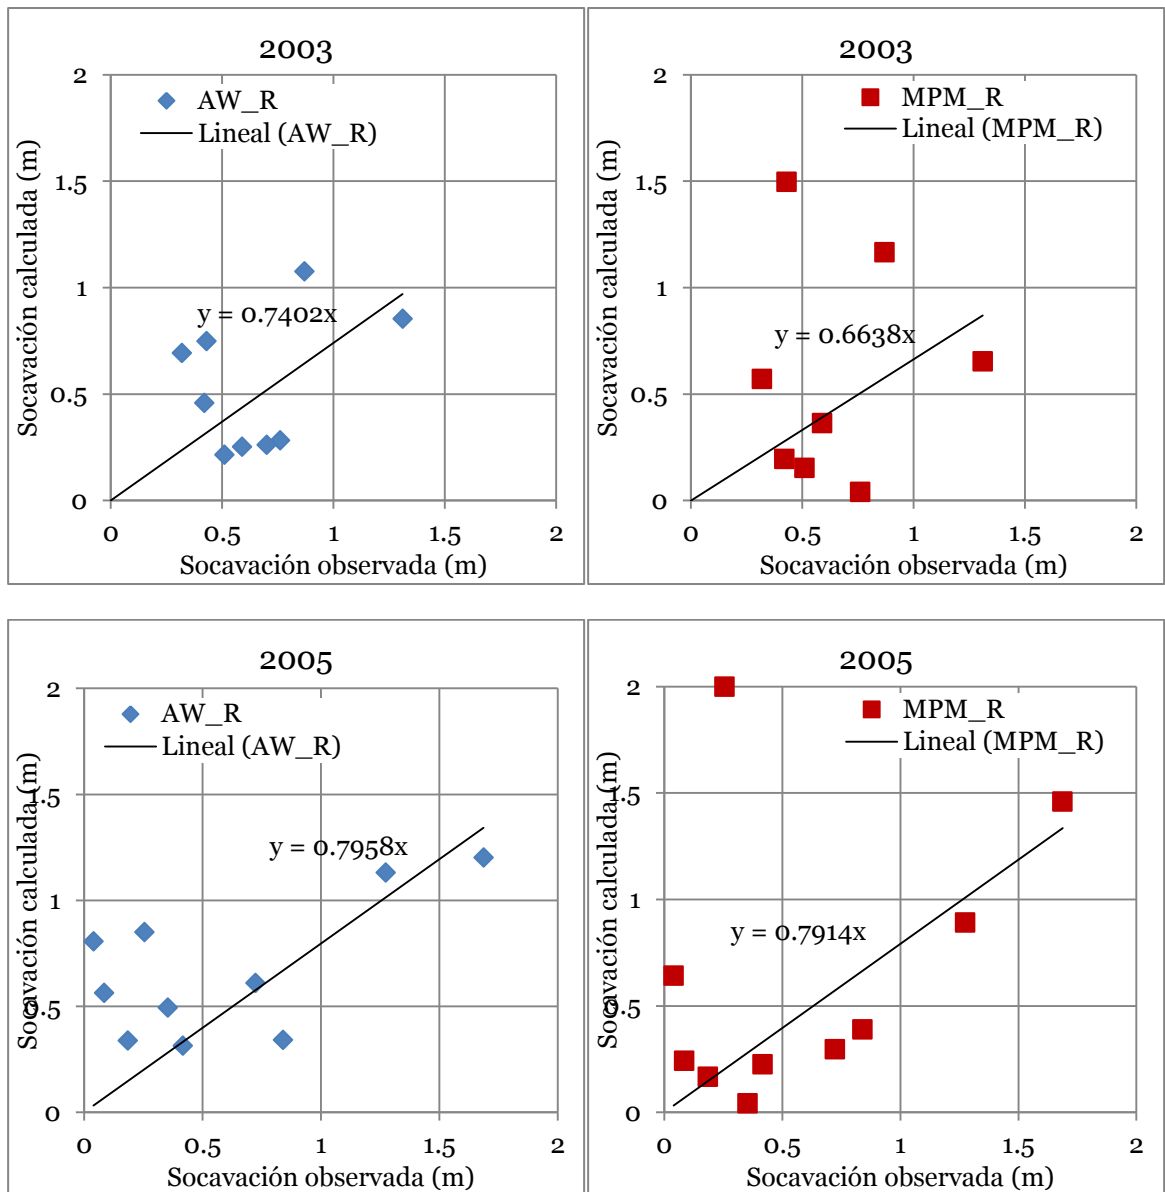 2003
2
AW_R
Lineal (AW_R)
1.5
1
y = 0.7402x
0.5
0
0 0.5 1 1.5 2
Socavación observada (m)
Socavación calculada (m)
2003
2
MPM_R
Lineal (MPM_R)
1.5
1
y = 0.6638x
0.5
0
0 0.5 1 1.5 2
Socavación observada (m)
Socavación calculada (m)
2005
2
AW_R
Lineal (AW_R)
1.5
y = 0.7958x
1
0.5
0
0 0.5 1 1.5 2
Socavación observada (m)
Socavación calculada (m)
2005
2
MPM_R
Lineal (MPM_R)
1.5
1
y = 0.7914x
0.5
0
0 0.5 1 1.5 2
Socavación observada (m)
Socavación calculada (m)